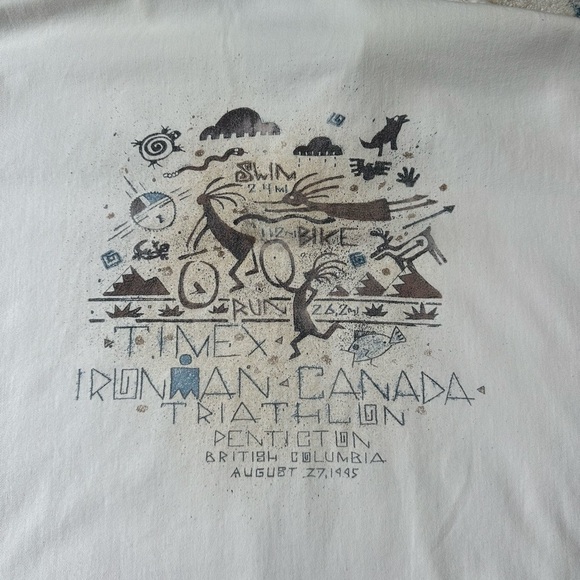 SWIM
2.4 mi
112 mi BIKE
RUN 26.2 mi
TIMEX
IRONMAN CANADA
TRIATHLON
PENTICTON
BRITISH COLUMBIA
AUGUST 27, 1995